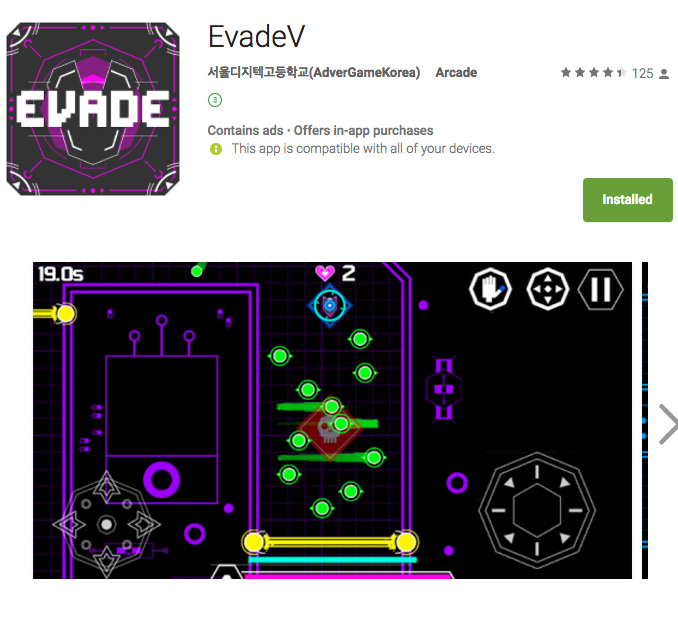 EVADE
EvadeV
서울디지텍고등학교(AdverGameKorea) Arcade
125
3
Contains ads · Offers in-app purchases
This app is compatible with all of your devices.
Installed
19.0s
2